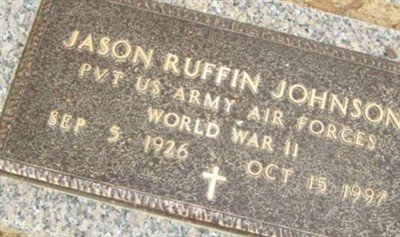 JASON RUFFIN JOHNSON
PVT US ARMY AIR FORCES
WORLD WAR II
SEP 5 1926 OCT 15 1997